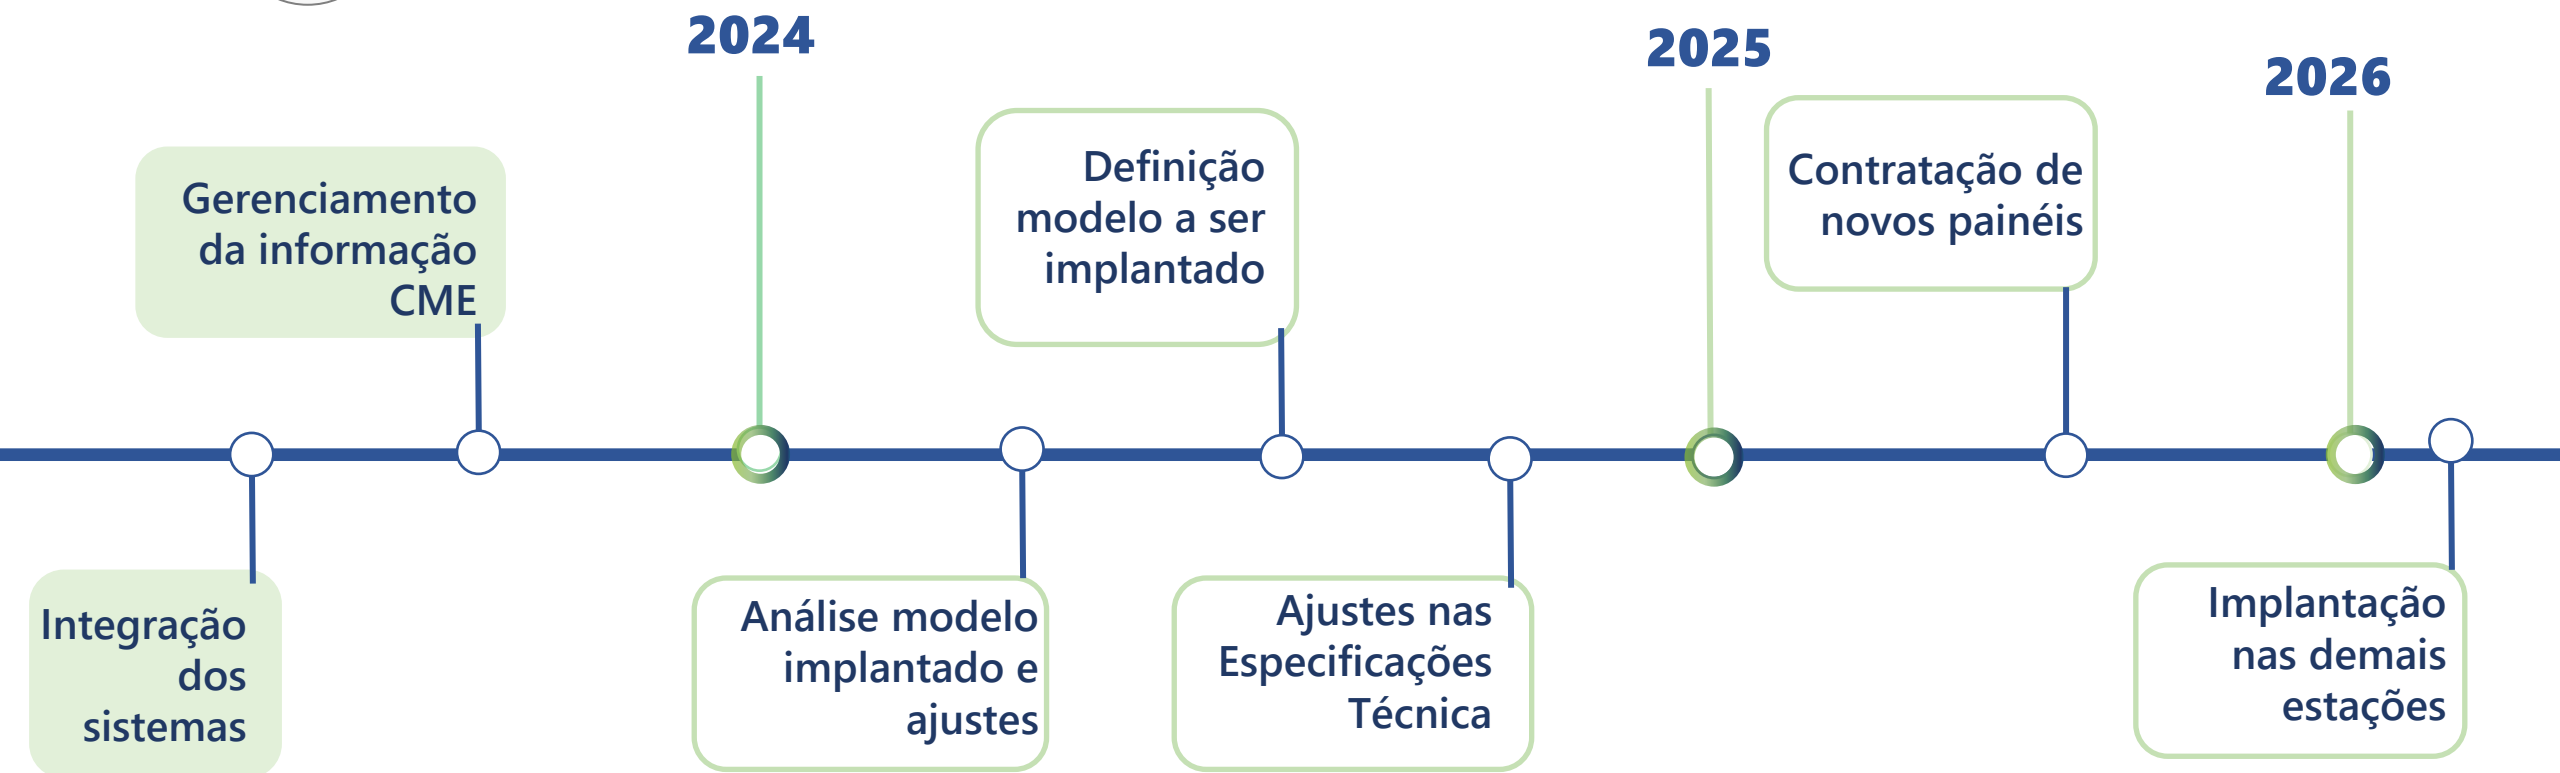 2024
2025
2026
Gerenciamento
da informação
CME
Definição
modelo a ser
implantado
Contratação de
novos painéis
Integração
dos
sistemas
Análise modelo
implantado e
ajustes
Ajustes nas
Especificações
Técnica
Implantação
nas demais
estações